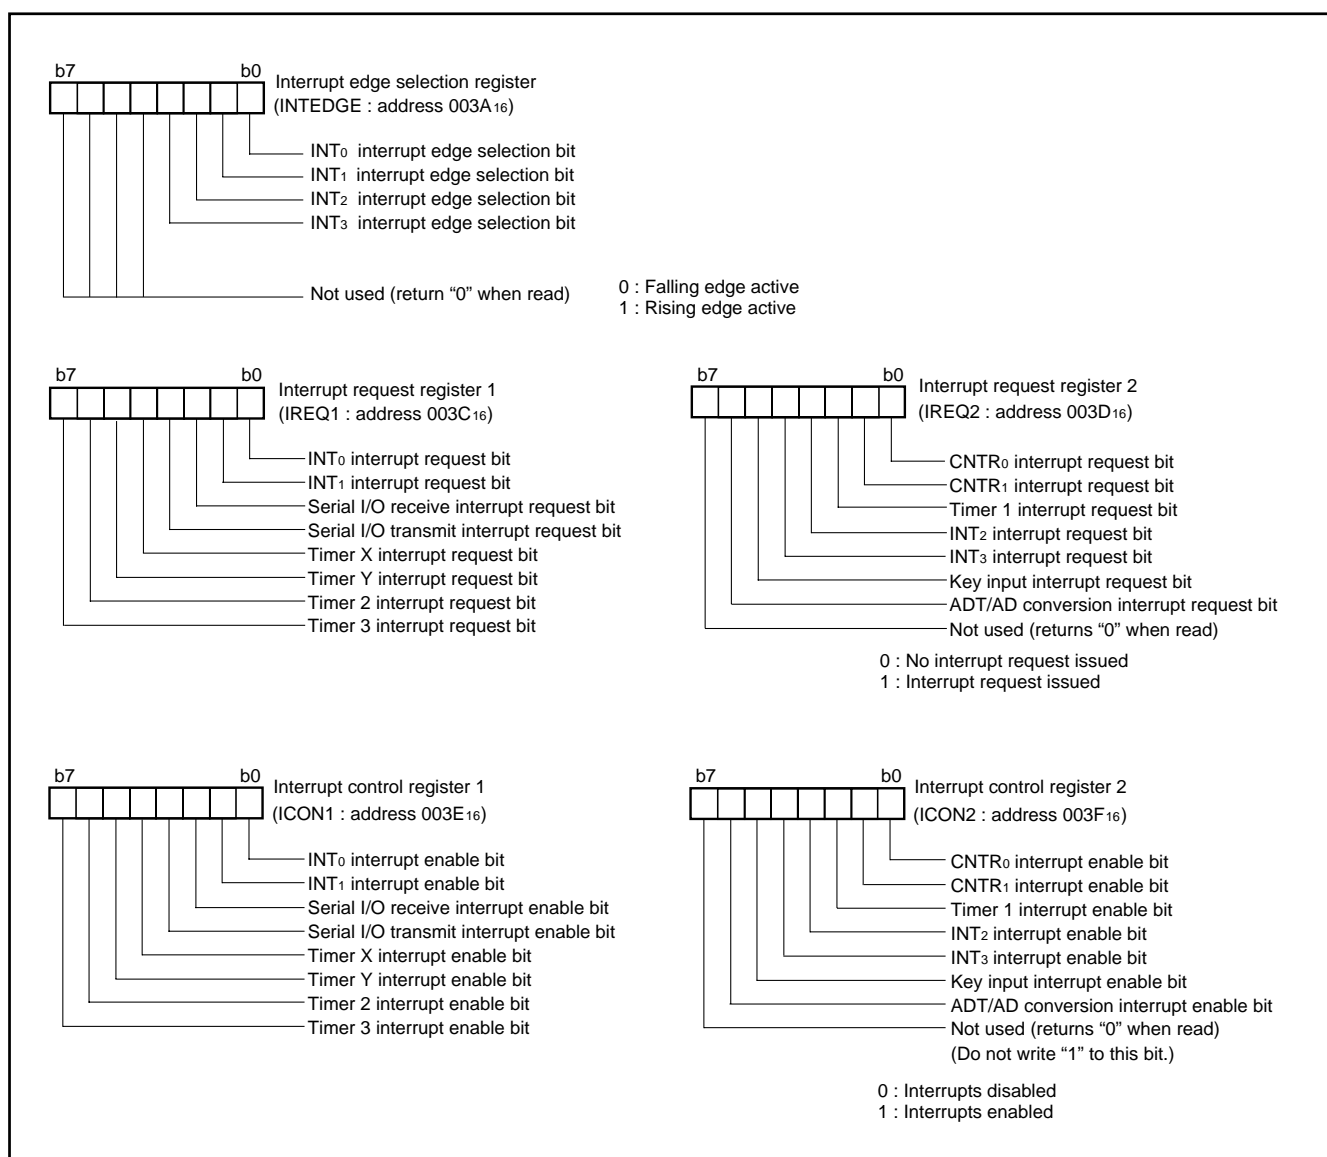 b7 b0
Interrupt edge selection register
(INTEDGE : address 003A16)
INT0 interrupt edge selection bit
INT1 interrupt edge selection bit
INT2 interrupt edge selection bit
INT3 interrupt edge selection bit
Not used (return “0” when read)
0 : Falling edge active
1 : Rising edge active
b7 b0
Interrupt request register 1
(IREQ1 : address 003C16)
INT0 interrupt request bit
INT1 interrupt request bit
Serial I/O receive interrupt request bit
Serial I/O transmit interrupt request bit
Timer X interrupt request bit
Timer Y interrupt request bit
Timer 2 interrupt request bit
Timer 3 interrupt request bit
b7 b0
Interrupt request register 2
(IREQ2 : address 003D16)
CNTR0 interrupt request bit
CNTR1 interrupt request bit
Timer 1 interrupt request bit
INT2 interrupt request bit
INT3 interrupt request bit
Key input interrupt request bit
ADT/AD conversion interrupt request bit
Not used (returns “0” when read)
0 : No interrupt request issued
1 : Interrupt request issued
b7 b0
Interrupt control register 1
(ICON1 : address 003E16)
INT0 interrupt enable bit
INT1 interrupt enable bit
Serial I/O receive interrupt enable bit
Serial I/O transmit interrupt enable bit
Timer X interrupt enable bit
Timer Y interrupt enable bit
Timer 2 interrupt enable bit
Timer 3 interrupt enable bit
b7 b0
Interrupt control register 2
(ICON2 : address 003F16)
CNTR0 interrupt enable bit
CNTR1 interrupt enable bit
Timer 1 interrupt enable bit
INT2 interrupt enable bit
INT3 interrupt enable bit
Key input interrupt enable bit
ADT/AD conversion interrupt enable bit
Not used (returns “0” when read)
(Do not write “1” to this bit.)
0 : Interrupts disabled
1 : Interrupts enabled